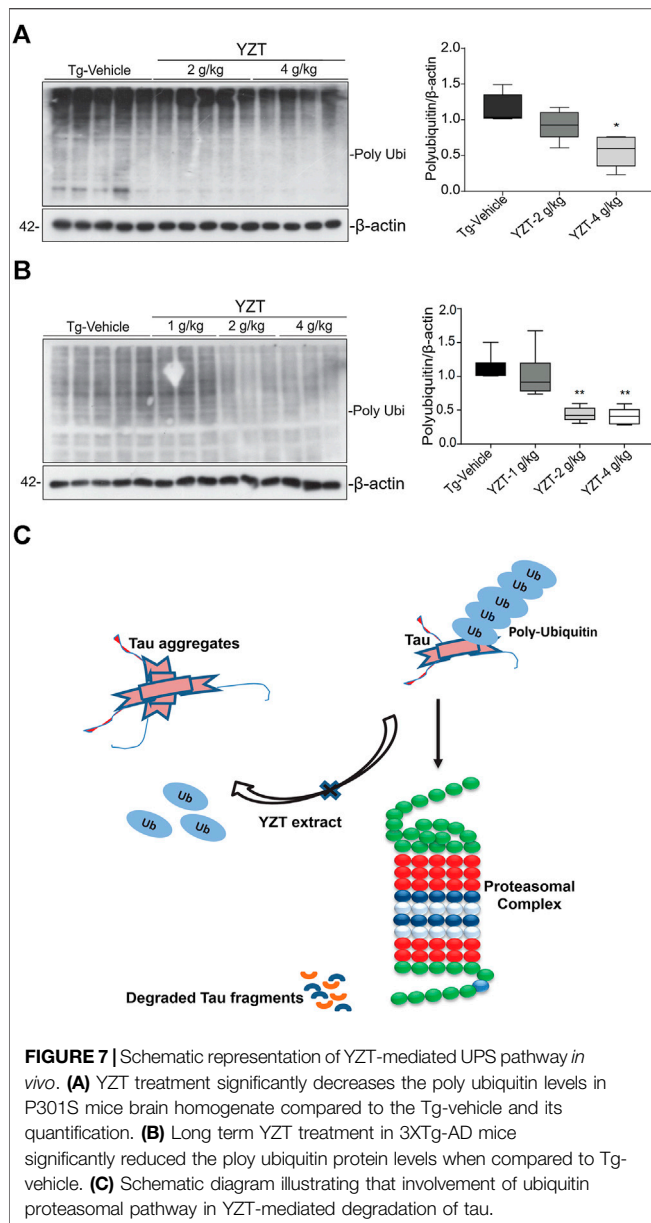 A
YZT
Tg-Vehicle 2 g/kg 4 g/kg
-Poly Ubi
42- -β-actin
Polyubiquitin/β-actin
2.0
1.5
1.0
0.5
0.0
*
Tg-Vehicle
YZT-2 g/kg
YZT-4 g/kg
B
YZT
Tg-Vehicle 1 g/kg 2 g/kg 4 g/kg
-Poly Ubi
42- -β-actin
Polyubiquitin/β-actin
2.0
1.5
1.0
0.5
0.0
** **
Tg-Vehicle
YZT-1 g/kg
YZT-2 g/kg
YZT-4 g/kg
C
Tau aggregates
Ub
Ub
Ub
Ub
Ub
Tau
Poly-Ubiquitin
Ub
Ub
Ub
YZT extract
Proteasomal
Complex
Degraded Tau fragments
FIGURE 7 | Schematic representation of YZT-mediated UPS pathway in
vivo. (A) YZT treatment significantly decreases the poly ubiquitin levels in
P301S mice brain homogenate compared to the Tg-vehicle and its
quantification. (B) Long term YZT treatment in 3XTg-AD mice
significantly reduced the ploy ubiquitin protein levels when compared to Tg-
vehicle. (C) Schematic diagram illustrating that involvement of ubiquitin
proteasomal pathway in YZT-mediated degradation of tau.